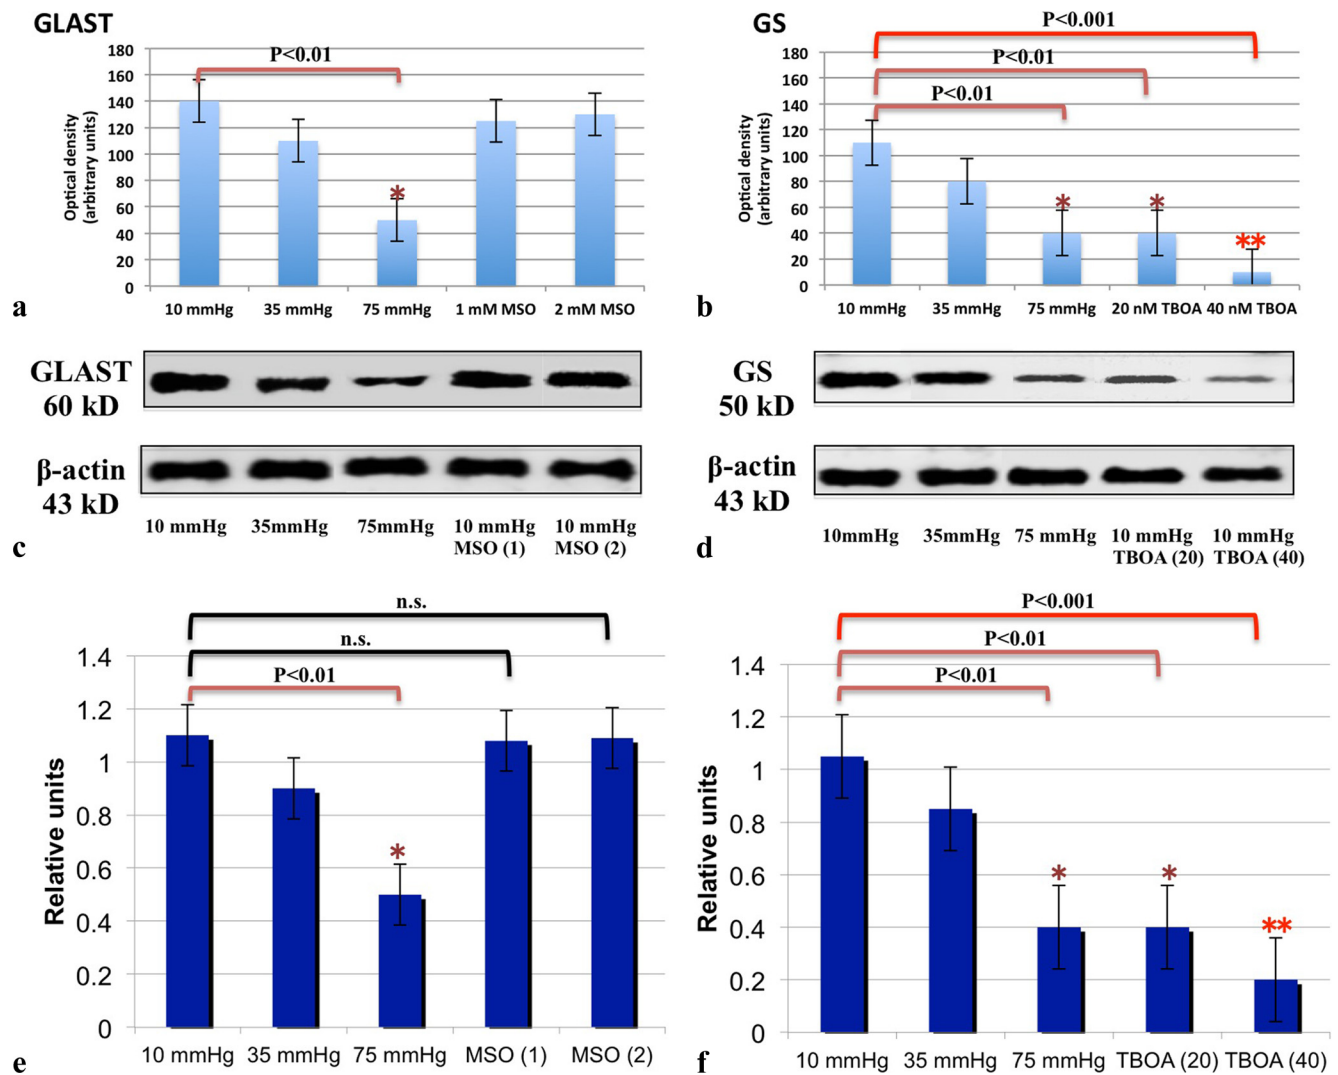 GLAST
P<0.01
Optical density
(arbitrary units)
180
160
140
120
100
80
60
40
20
0
*
10 mmHg 35 mmHg 75 mmHg 1 mM MSO 2 mM MSO
a
GS
P<0.001
P<0.01
P<0.01
Optical density
(arbitrary units)
180
160
140
120
100
80
60
40
20
0
* * **
10 mmHg 35 mmHg 75 mmHg 20 nM TBOA 40 nM TBOA
b
GLAST
60 kD
β-actin
43 kD
10 mmHg 35mmHg 75mmHg 10 mmHg 10 mmHg
MSO (1) MSO (2)
c
GS
50 kD
β-actin
43 kD
10mmHg 35mmHg 75 mmHg 10 mmHg 10 mmHg
TBOA (20) TBOA (40)
d
n.s.
n.s.
P<0.01
Relative units
1.4
1.2
1
0.8
0.6
0.4
0.2
0
*
10 mmHg 35 mmHg 75 mmHg MSO (1) MSO (2)
e
P<0.001
P<0.01
P<0.01
Relative units
1.4
1.2
1
0.8
0.6
0.4
0.2
0
* * **
10 mmHg 35 mmHg 75 mmHg TBOA (20) TBOA (40)
f